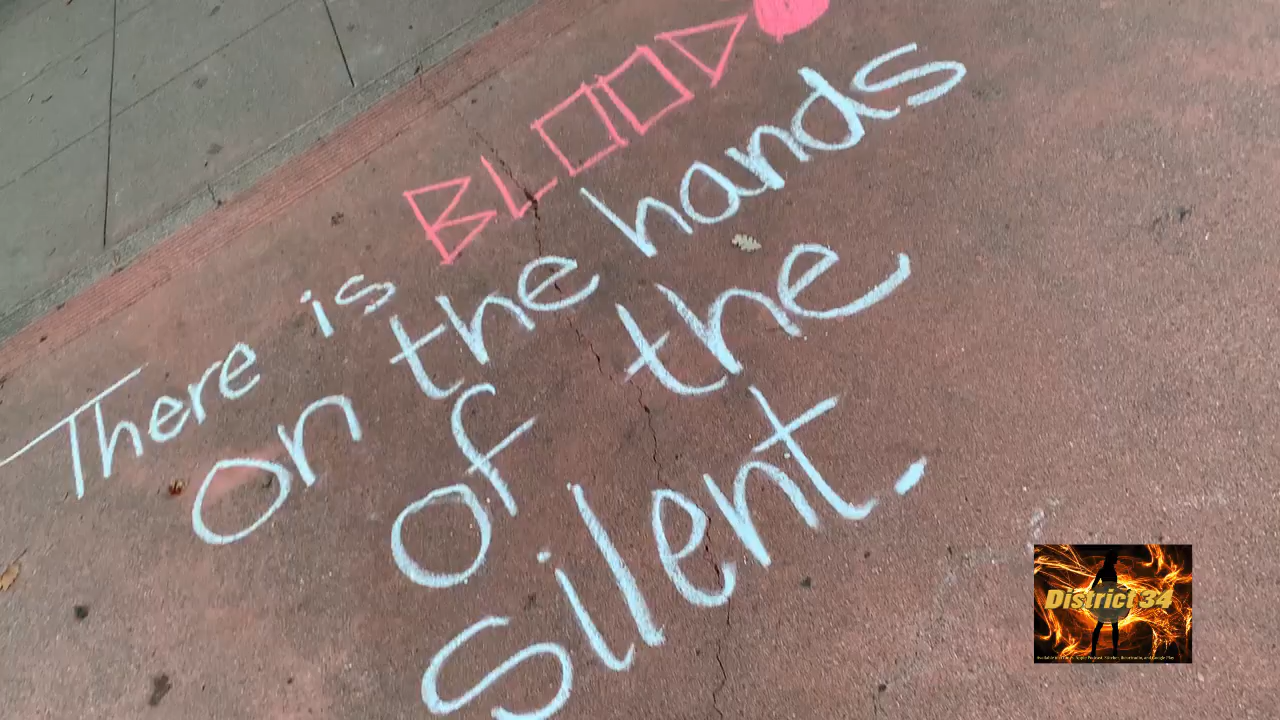 There is BLOOD
on the hands
of the
silent.
District 34